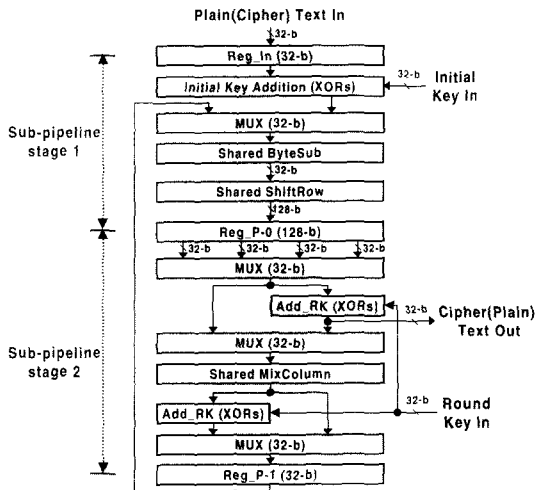 Plain(Cipher) Text In
32-b
Reg_In (32-b)
Initial Key Addition (XORs)
32-b
Initial
Key In
MUX (32-b)
Shared ByteSub
32-b
Shared ShiftRow
128-b
Sub-pipeline
stage 1
Reg_P-0 (128-b)
32-b 32-b 32-b 32-b
MUX (32-b)
Add_RK (XORs)
32-b
Cipher(Plain)
Text Out
MUX (32-b)
Sub-pipeline
stage 2
Shared MixColumn
Add_RK (XORs)
32-b
Round
Key In
MUX (32-b)
Reg_P-1 (32-b)